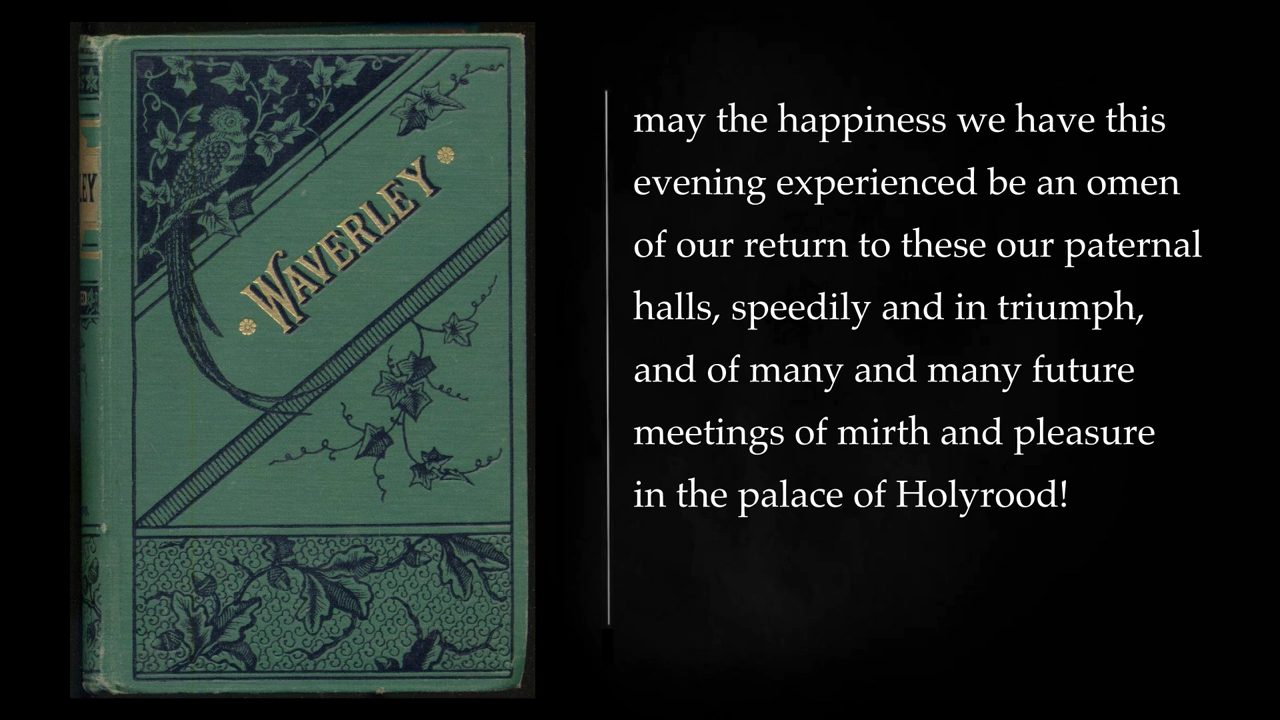 WAVERLEY
EY
may the happiness we have this
evening experienced be an omen
of our return to these our paternal
halls, speedily and in triumph,
and of many and many future
meetings of mirth and pleasure
in the palace of Holyrood!